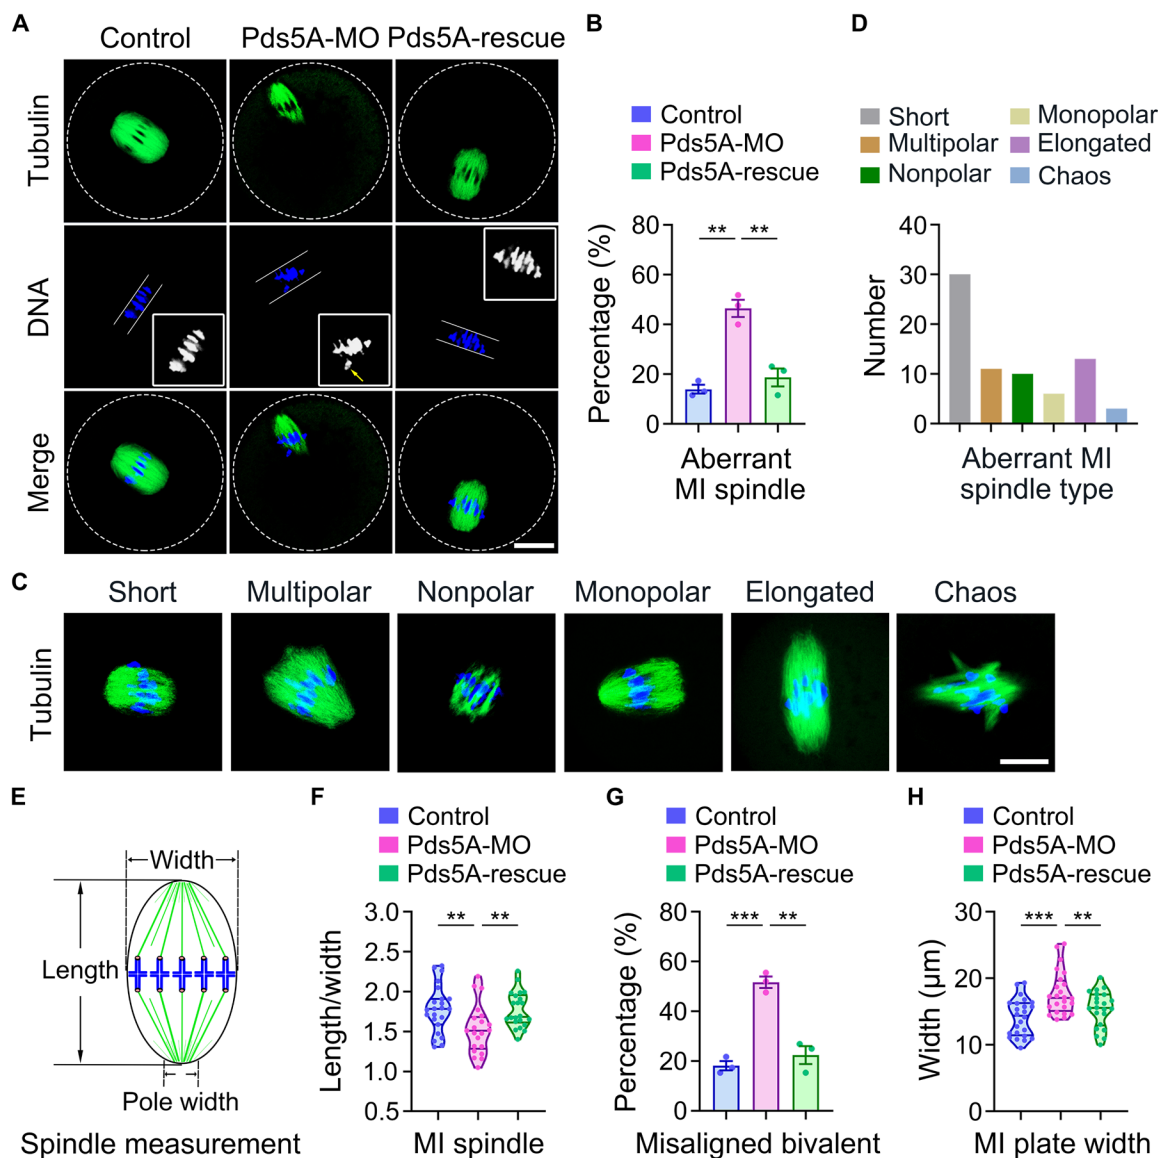 A
Control
Pds5A-MO
Pds5A-rescue
Tubulin
DNA
Merge
B
Control
Pds5A-MO
Pds5A-rescue
Percentage (%)
80
60
40
20
0
**
**
Aberrant
MI spindle
D
Short
Multipolar
Nonpolar
Monopolar
Elongated
Chaos
Number
40
30
20
10
0
Aberrant MI
spindle type
C
Short
Multipolar
Nonpolar
Monopolar
Elongated
Chaos
Tubulin
E
Width
Length
Pole width
Spindle measurement
F
Control
Pds5A-MO
Pds5A-rescue
Length/width
3.0
2.5
2.0
1.5
1.0
0.5
**
**
MI spindle
G
Control
Pds5A-MO
Pds5A-rescue
Percentage (%)
80
60
40
20
0
***
**
Misaligned bivalent
H
Control
Pds5A-MO
Pds5A-rescue
Width (μm)
30
20
10
0
***
**
MI plate width